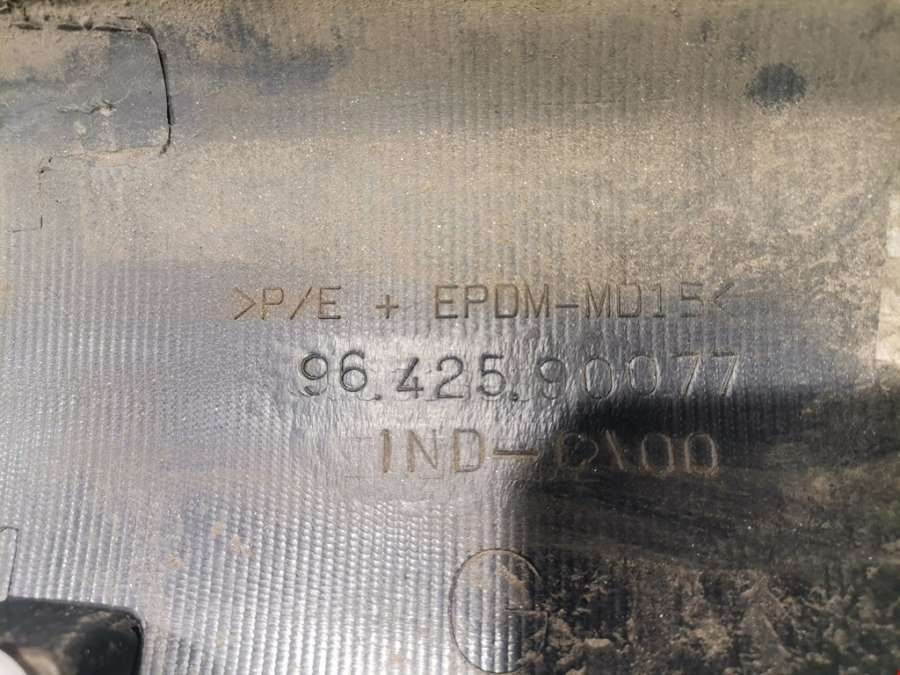 >P/E + EPDM-MD15<
96.425.90077
IND-
G